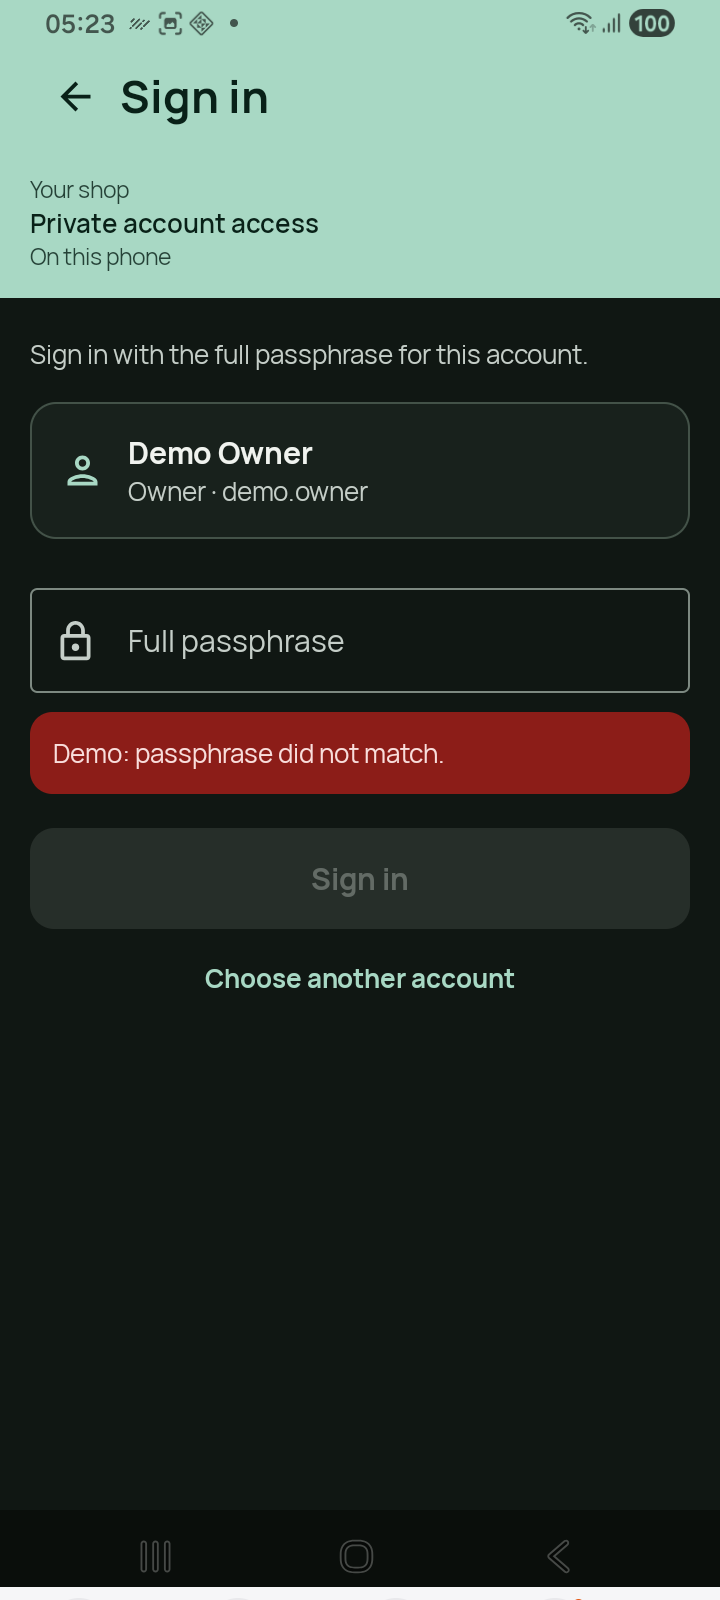 05:23
100
Sign in
Your shop
Private account access
On this phone
Sign in with the full passphrase for this account.
Demo Owner
Owner · demo.owner
Full passphrase
Demo: passphrase did not match.
Sign in
Choose another account